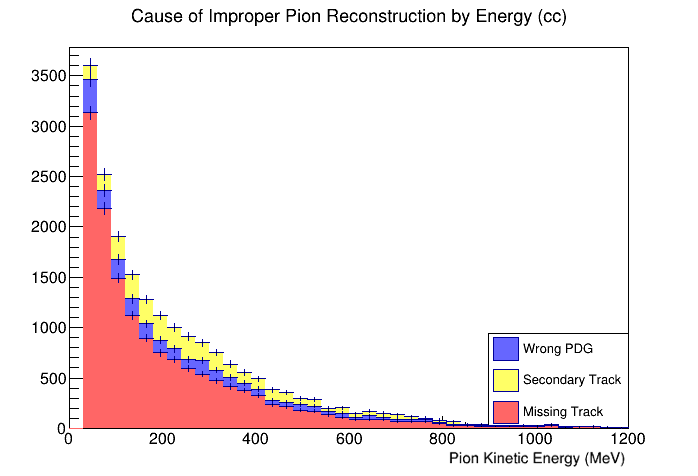 Cause of Improper Pion Reconstruction by Energy (cc)
3500
3000
2500
2000
1500
1000
500
0
Wrong PDG
Secondary Track
Missing Track
0 200 400 600 800 1000 1200
Pion Kinetic Energy (MeV)